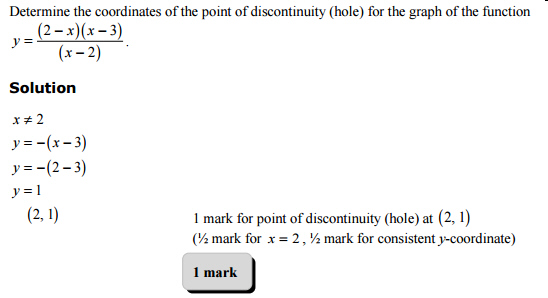 Determine the coordinates of the point of discontinuity (hole) for the graph of the function
y = (2 – x)(x – 3) / (x – 2).
Solution
x ≠ 2
y = –(x – 3)
y = –(2 – 3)
y = 1
(2, 1)
1 mark for point of discontinuity (hole) at (2, 1)
(½ mark for x = 2, ½ mark for consistent y-coordinate)
1 mark